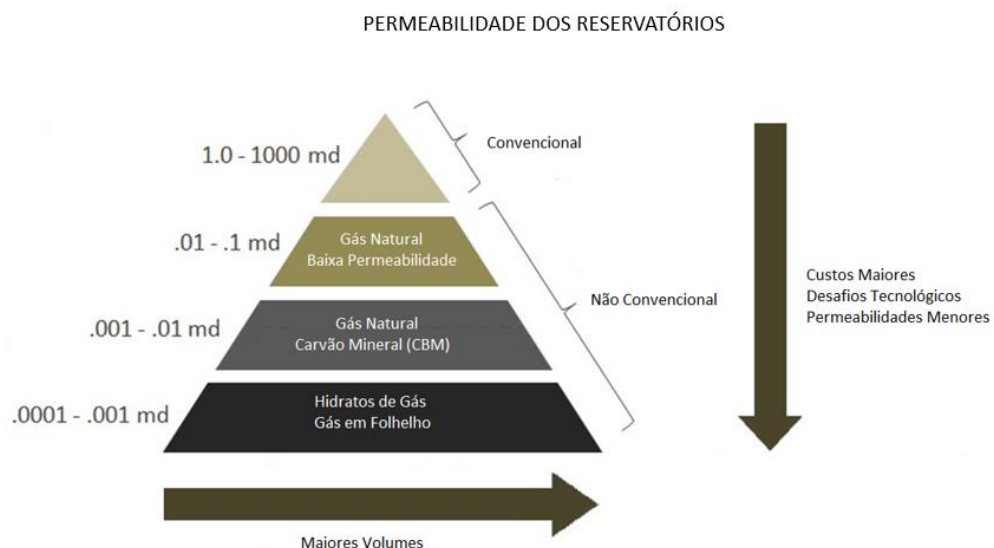 PERMEABILIDADE DOS RESERVATÓRIOS
1.0 - 1000 md
Convencional
.01 - .1 md
Gás Natural
Baixa Permeabilidade
Não Convencional
.001 - .01 md
Gás Natural
Carvão Mineral (CBM)
.0001 - .001 md
Hidratos de Gás
Gás em Folhelho
Custos Maiores
Desafios Tecnológicos
Permeabilidades Menores
Maiores Volumes